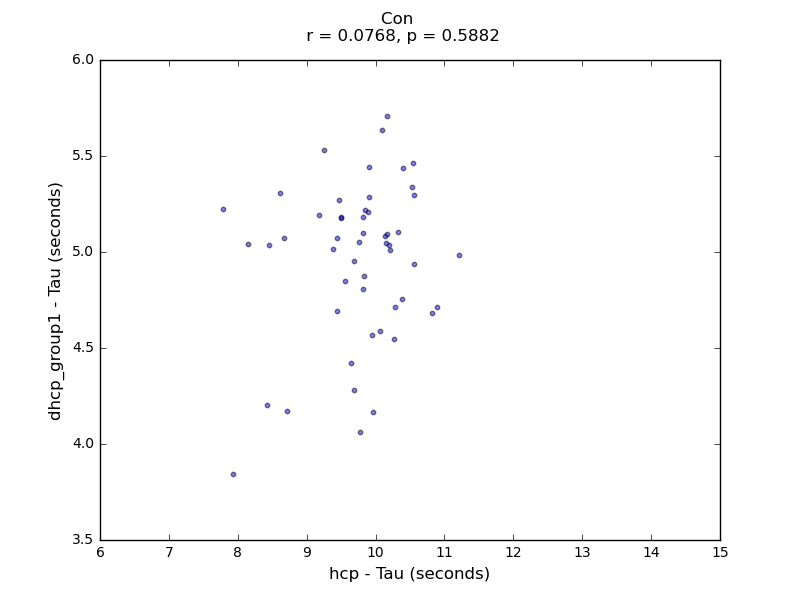 Con
r = 0.0768, p = 0.5882
6.0
5.5
5.0
4.5
4.0
3.5
dhcp_group1 - Tau (seconds)
6 7 8 9 10 11 12 13 14 15
hcp - Tau (seconds)